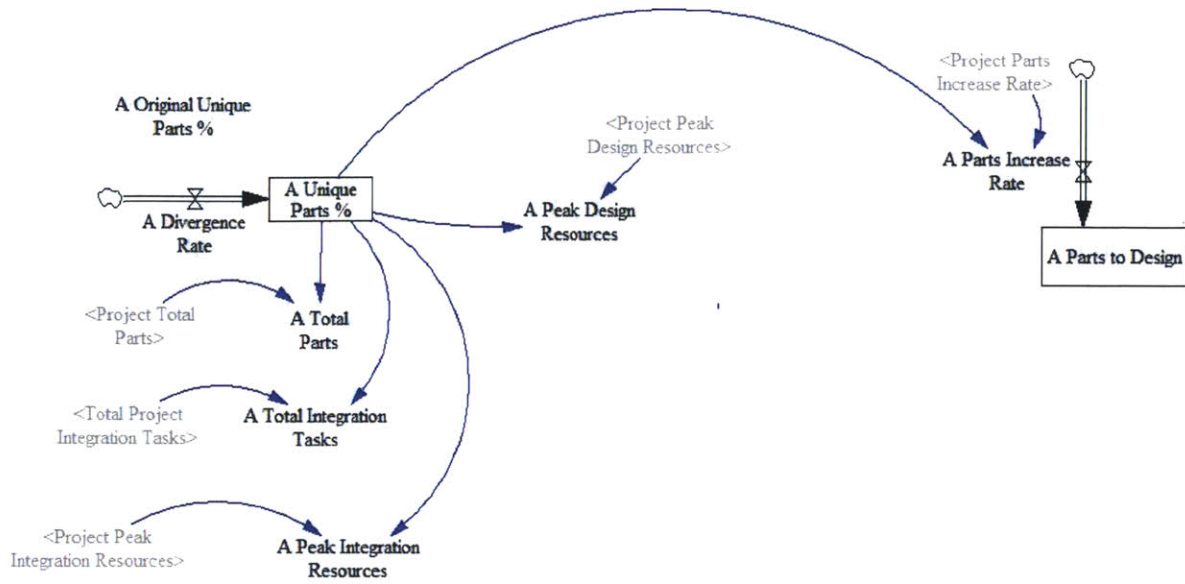 <Project Parts
Increase Rate>
A Original Unique
Parts %
<Project Peak
Design Resources>
A Parts Increase
Rate
A Unique
Parts %
A Divergence
Rate
A Peak Design
Resources
A Parts to Design
<Project Total
Parts>
A Total
Parts
<Total Project
Integration Tasks>
A Total Integration
Tasks
<Project Peak
Integration Resources>
A Peak Integration
Resources